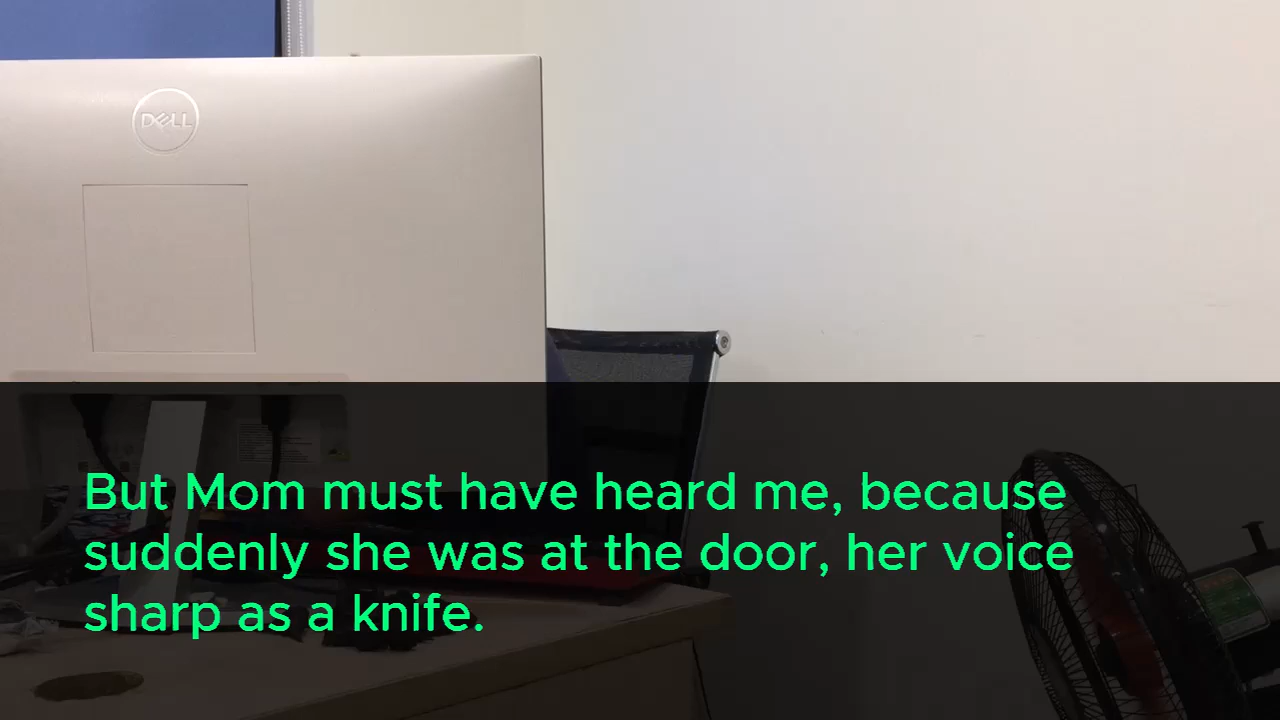 DELL
But Mom must have heard me, because
suddenly she was at the door, her voice
sharp as a knife.